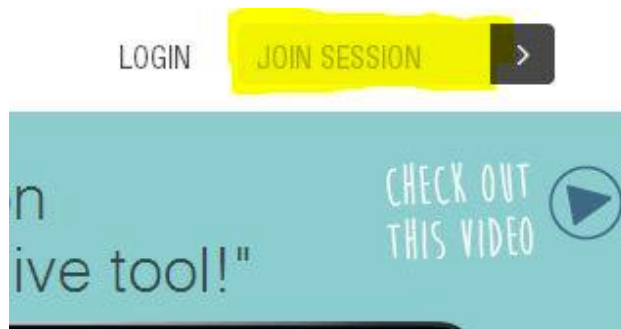 LOGIN JOIN SESSION >
CHECK OUT
THIS VIDEO
n
ive tool!"